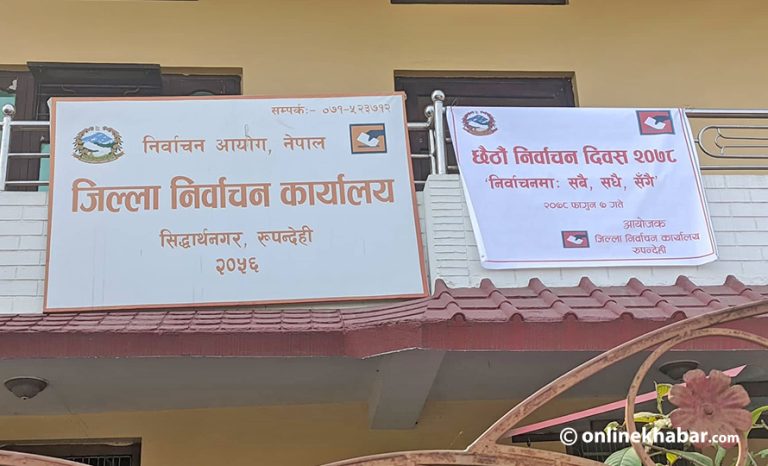 सम्पर्क:- ०७१-५२३७१२
निर्वाचन आयोग, नेपाल
जिल्ला निर्वाचन कार्यालय
सिद्धार्थनगर, रूपन्देही
२०५६
छैठौं निर्वाचन दिवस २०७८
'निर्वाचनमा: सबै, सधै, सँगै'
२०७८ फागुन ७ गते
आयोजक
जिल्ला निर्वाचन कार्यालय
रुपन्देही
© onlinekhabar.com